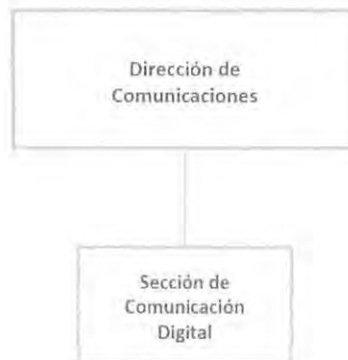 Dirección de
Comunicaciones
Sección de
Comunicación
Digital